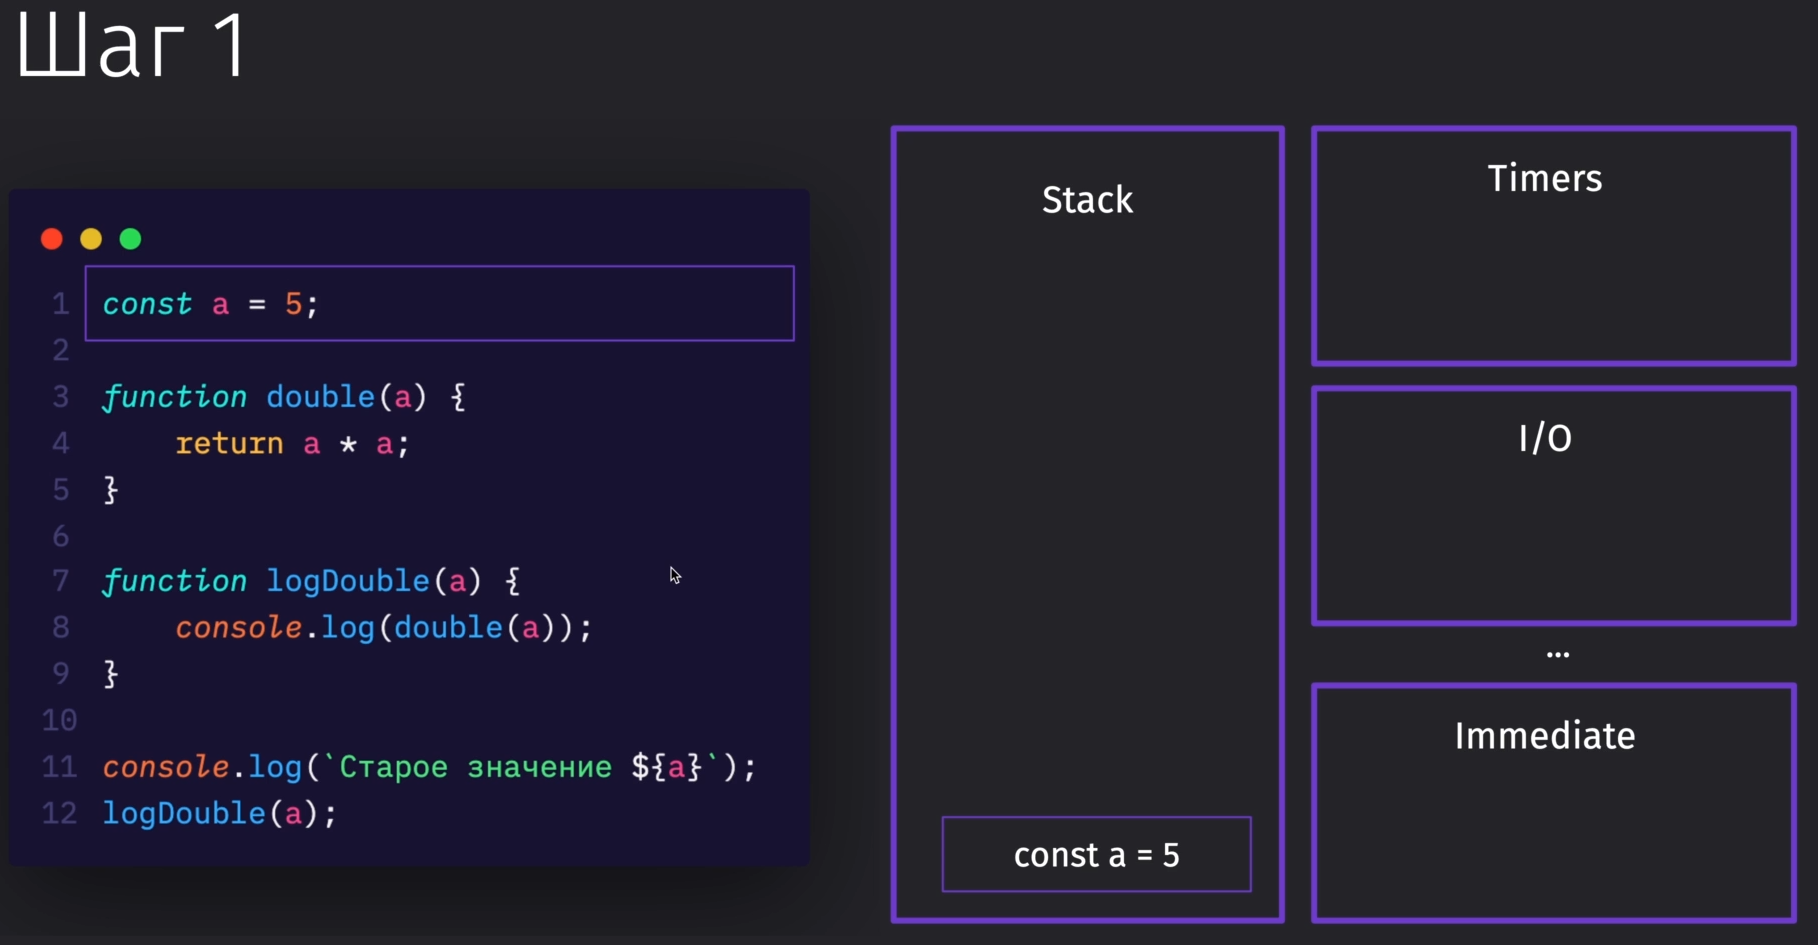 Шаг 1
1 const a = 5;
2
3 function double(a) {
4     return a * a;
5 }
6
7 function logDouble(a) {
8     console.log(double(a));
9 }
10
11 console.log(`Старое значение ${a}`);
12 logDouble(a);
Stack
const a = 5
Timers
I/O
...
Immediate